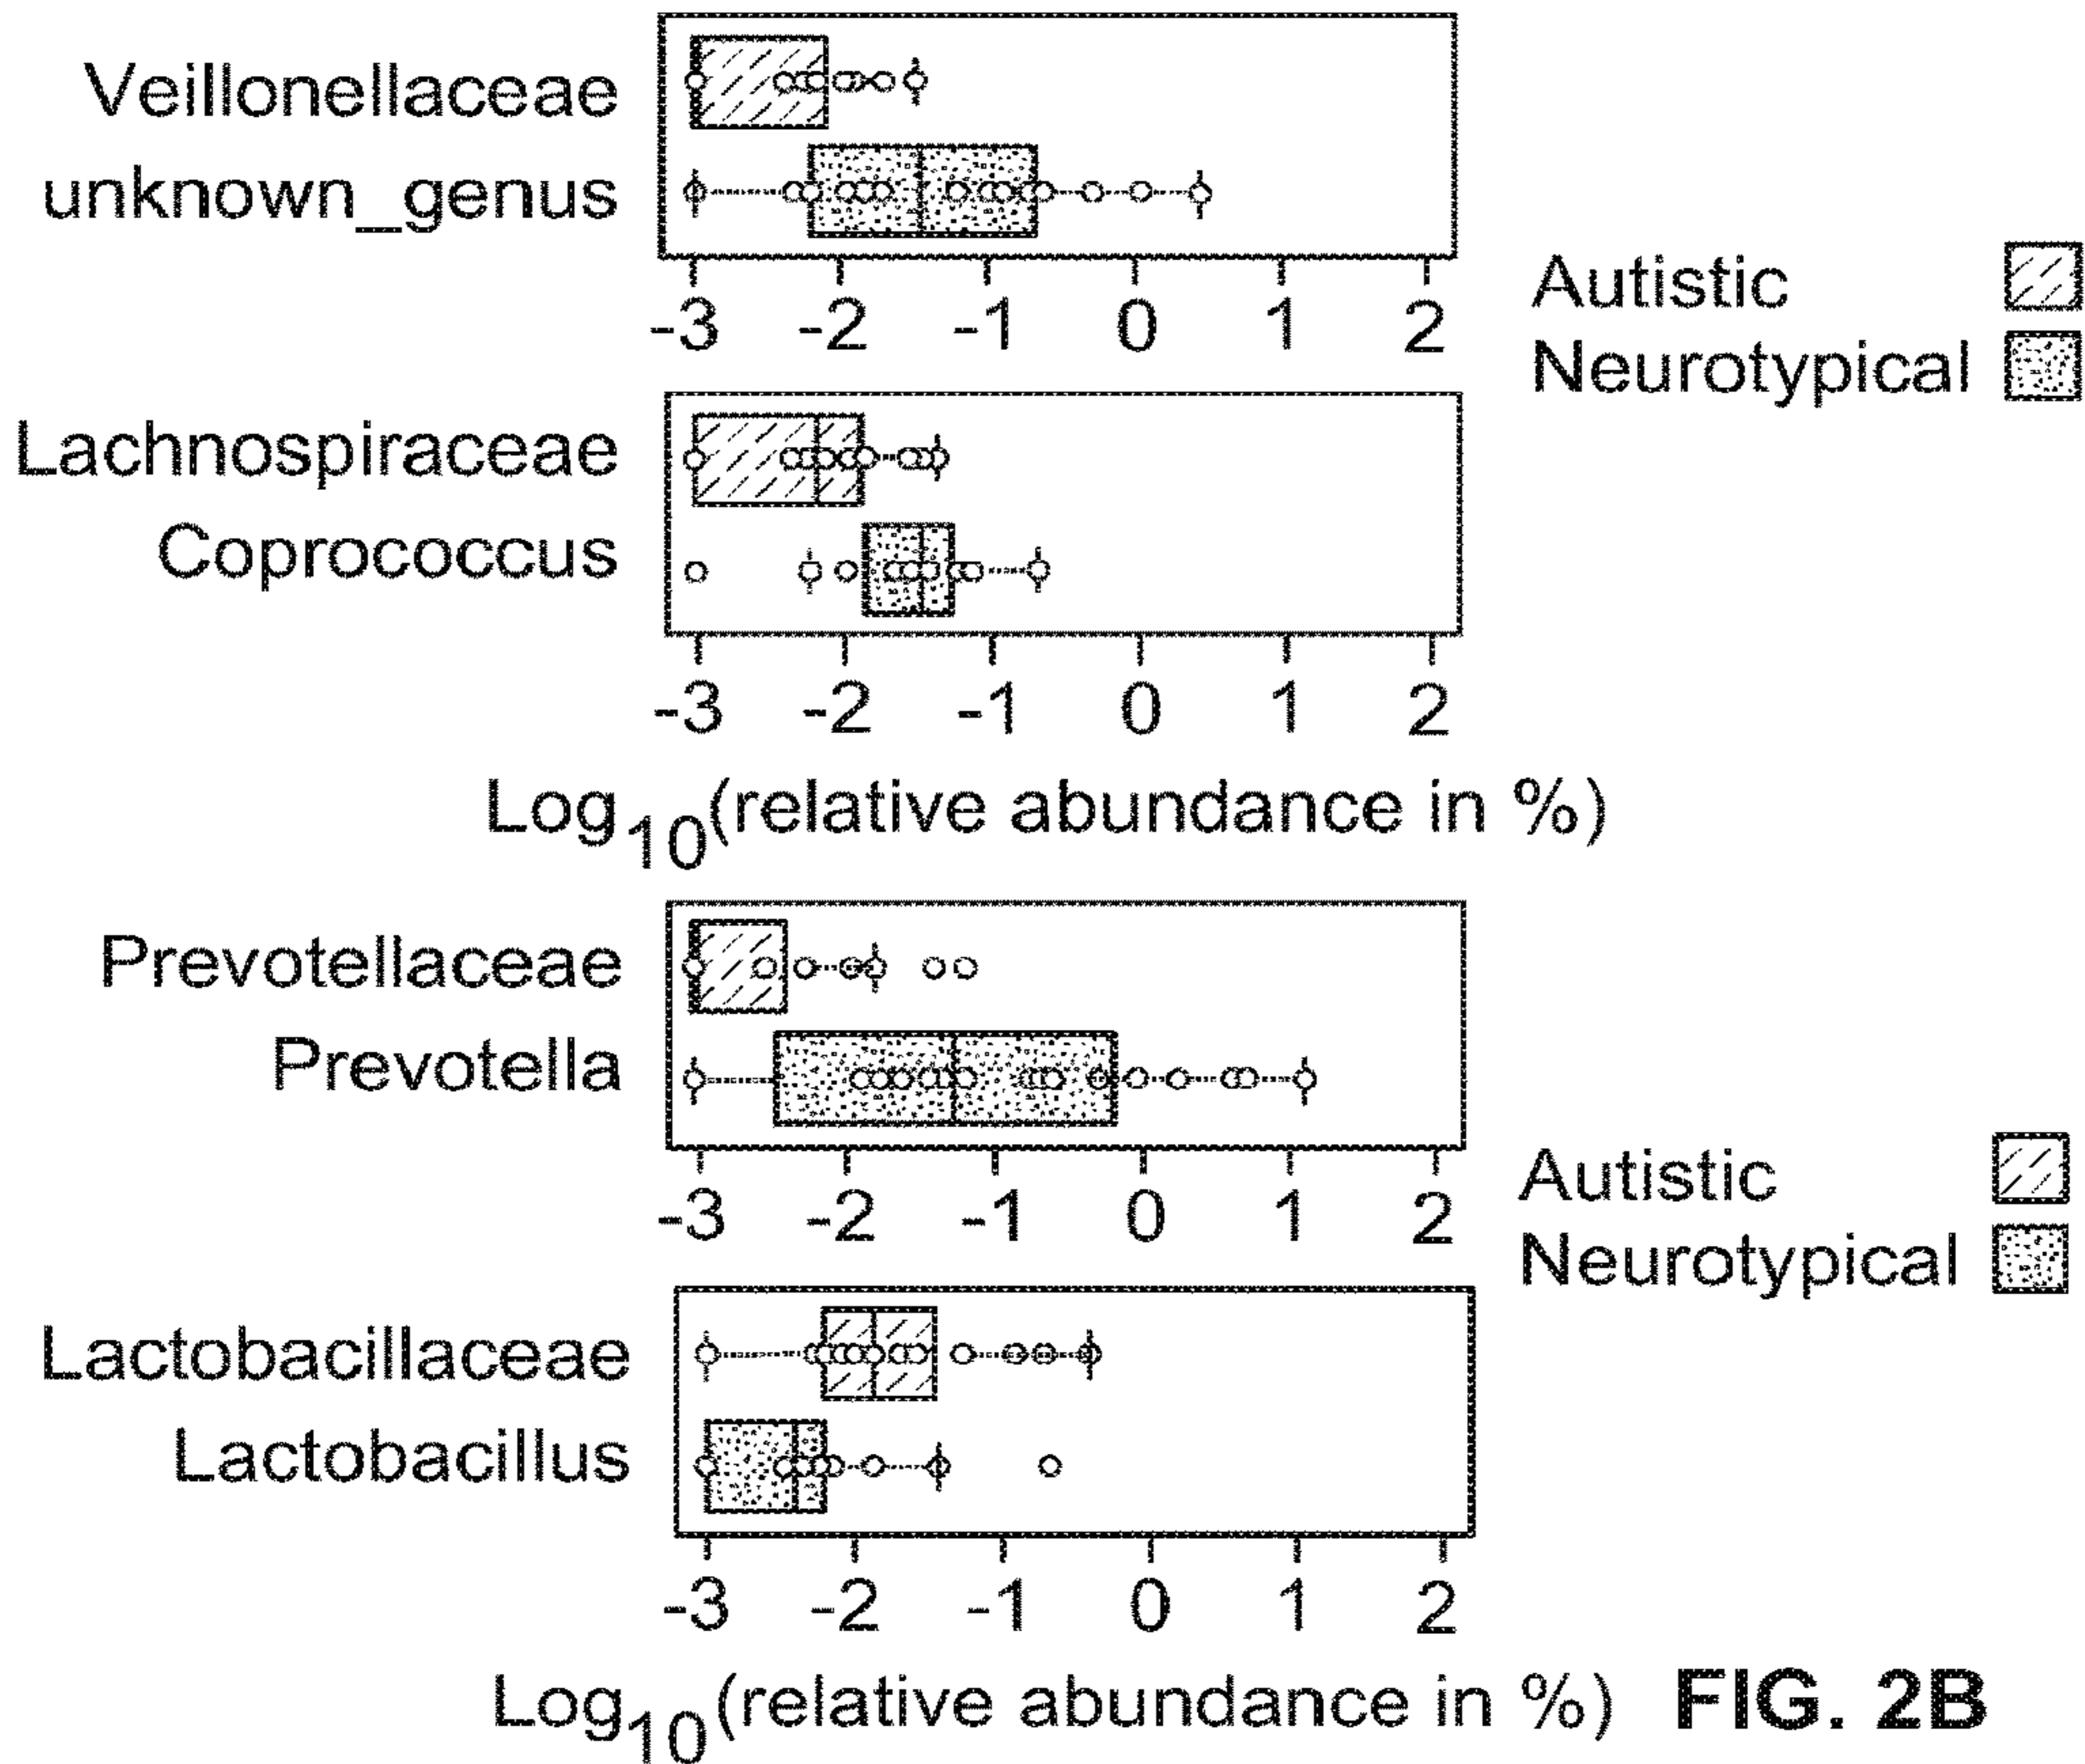 Veillonellaceae
unknown_genus
-3 -2 -1 0 1 2
Autistic
Neurotypical
Lachnospiraceae
Coprococcus
-3 -2 -1 0 1 2
Log10(relative abundance in %)
Prevotellaceae
Prevotella
-3 -2 -1 0 1 2
Autistic
Neurotypical
Lactobacillaceae
Lactobacillus
-3 -2 -1 0 1 2
Log10(relative abundance in %) FIG. 2B